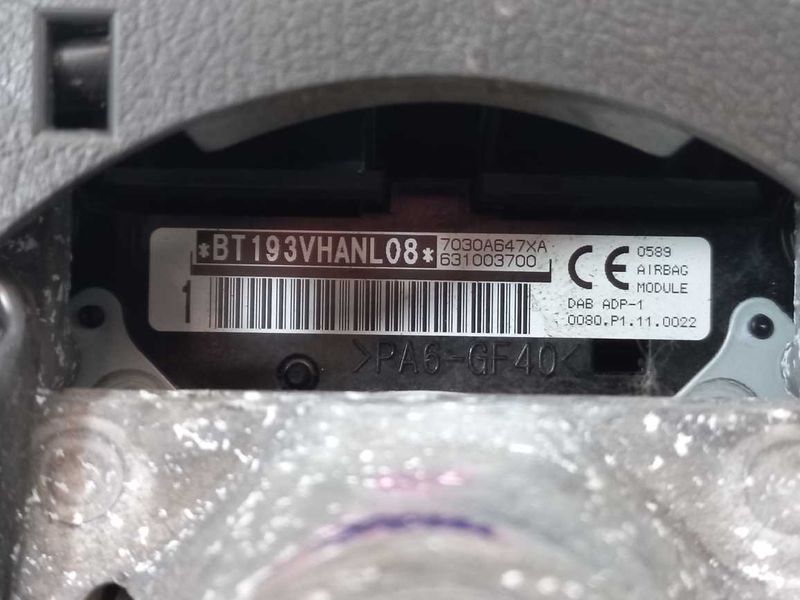 *BT193VHANL08*
7030A647XA
631003700
1
CE
0589
AIRBAG
MODULE
DAB ADP-1
0080.P1.11.0022
>PA6-GF40<